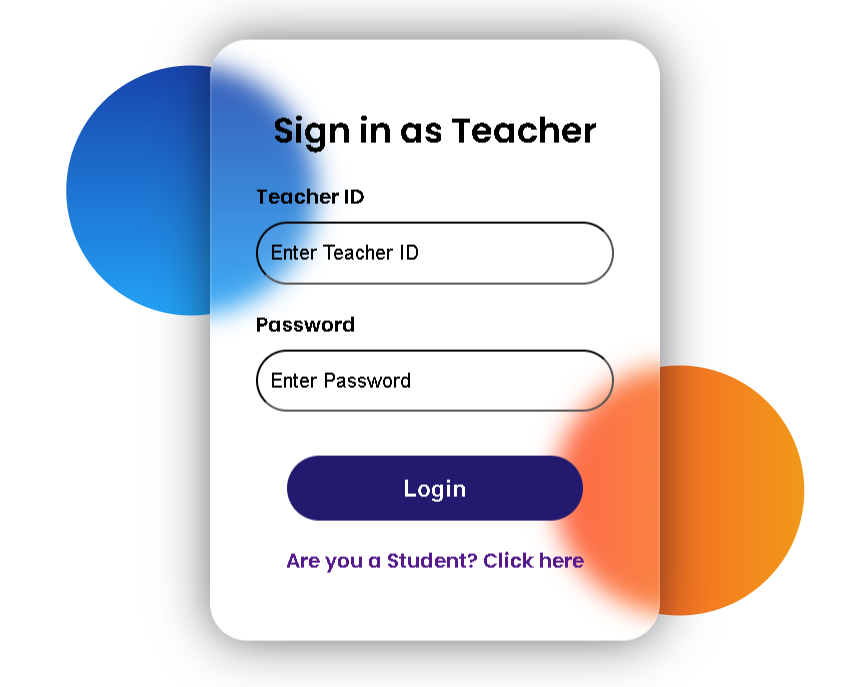 Sign in as Teacher
Teacher ID
Enter Teacher ID
Password
Enter Password
Login
Are you a Student? Click here